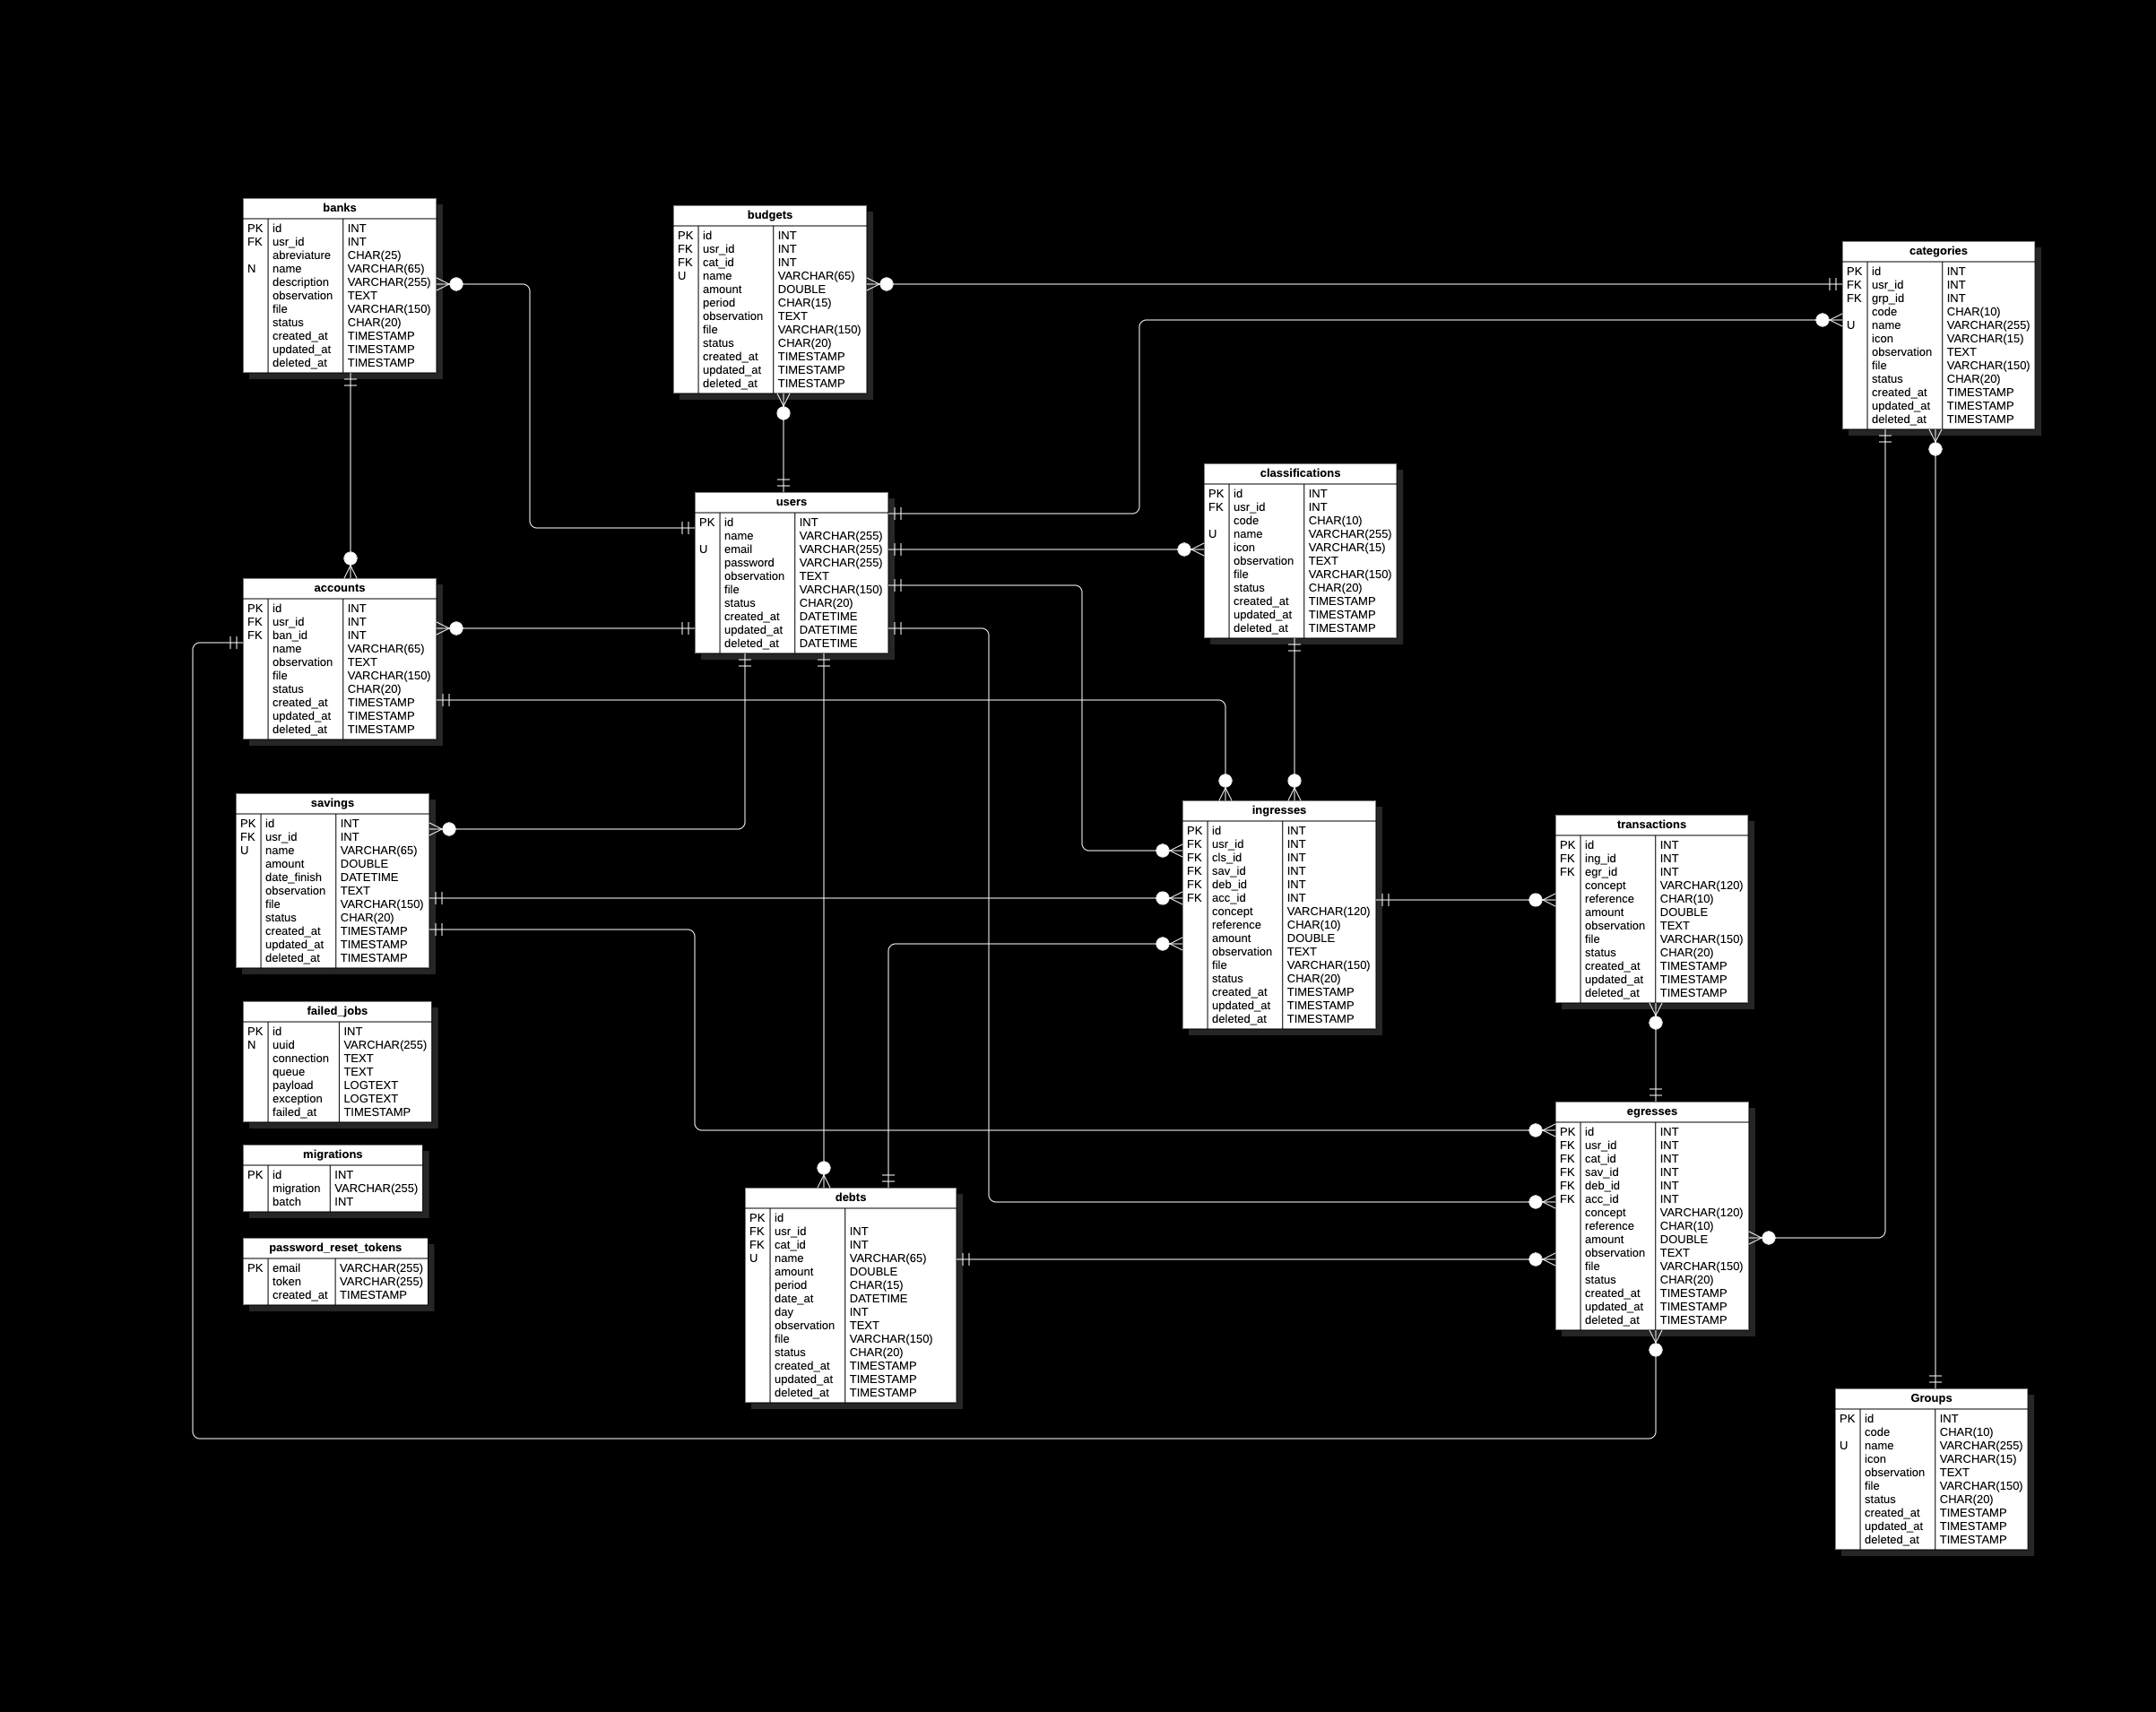 banks
PK id INT
FK usr_id INT
abreviature CHAR(25)
N name VARCHAR(65)
description VARCHAR(255)
observation TEXT
file VARCHAR(150)
status CHAR(20)
created_at TIMESTAMP
updated_at TIMESTAMP
deleted_at TIMESTAMP
budgets
PK id INT
FK usr_id INT
FK cat_id INT
U name VARCHAR(65)
amount DOUBLE
period CHAR(15)
observation TEXT
file VARCHAR(150)
status CHAR(20)
created_at TIMESTAMP
updated_at TIMESTAMP
deleted_at TIMESTAMP
categories
PK id INT
FK usr_id INT
FK grp_id INT
code CHAR(10)
U name VARCHAR(255)
icon VARCHAR(15)
observation TEXT
file VARCHAR(150)
status CHAR(20)
created_at TIMESTAMP
updated_at TIMESTAMP
deleted_at TIMESTAMP
users
PK id INT
name VARCHAR(255)
U email VARCHAR(255)
password VARCHAR(255)
observation TEXT
file VARCHAR(150)
status CHAR(20)
created_at DATETIME
updated_at DATETIME
deleted_at DATETIME
classifications
PK id INT
FK usr_id INT
code CHAR(10)
U name VARCHAR(255)
icon VARCHAR(15)
observation TEXT
file VARCHAR(150)
status CHAR(20)
created_at TIMESTAMP
updated_at TIMESTAMP
deleted_at TIMESTAMP
accounts
PK id INT
FK usr_id INT
FK ban_id INT
name VARCHAR(65)
observation TEXT
file VARCHAR(150)
status CHAR(20)
created_at TIMESTAMP
updated_at TIMESTAMP
deleted_at TIMESTAMP
savings
PK id INT
FK usr_id INT
U name VARCHAR(65)
amount DOUBLE
date_finish DATETIME
observation TEXT
file VARCHAR(150)
status CHAR(20)
created_at TIMESTAMP
updated_at TIMESTAMP
deleted_at TIMESTAMP
ingresses
PK id INT
FK usr_id INT
FK cls_id INT
FK sav_id INT
FK deb_id INT
FK acc_id INT
concept VARCHAR(120)
reference CHAR(10)
amount DOUBLE
observation TEXT
file VARCHAR(150)
status CHAR(20)
created_at TIMESTAMP
updated_at TIMESTAMP
deleted_at TIMESTAMP
transactions
PK id INT
FK ing_id INT
FK egr_id INT
concept VARCHAR(120)
reference CHAR(10)
amount DOUBLE
observation TEXT
file VARCHAR(150)
status CHAR(20)
created_at TIMESTAMP
updated_at TIMESTAMP
deleted_at TIMESTAMP
failed_jobs
PK id INT
N uuid VARCHAR(255)
connection TEXT
queue TEXT
payload LOGTEXT
exception LOGTEXT
failed_at TIMESTAMP
migrations
PK id INT
migration VARCHAR(255)
batch INT
password_reset_tokens
PK email VARCHAR(255)
token VARCHAR(255)
created_at TIMESTAMP
debts
PK id
FK usr_id INT
FK cat_id INT
U name VARCHAR(65)
amount DOUBLE
period CHAR(15)
date_at DATETIME
day INT
observation TEXT
file VARCHAR(150)
status CHAR(20)
created_at TIMESTAMP
updated_at TIMESTAMP
deleted_at TIMESTAMP
egresses
PK id INT
FK usr_id INT
FK cat_id INT
FK sav_id INT
FK deb_id INT
FK acc_id INT
concept VARCHAR(120)
reference CHAR(10)
amount DOUBLE
observation TEXT
file VARCHAR(150)
status CHAR(20)
created_at TIMESTAMP
updated_at TIMESTAMP
deleted_at TIMESTAMP
Groups
PK id INT
code CHAR(10)
U name VARCHAR(255)
icon VARCHAR(15)
observation TEXT
file VARCHAR(150)
status CHAR(20)
created_at TIMESTAMP
updated_at TIMESTAMP
deleted_at TIMESTAMP